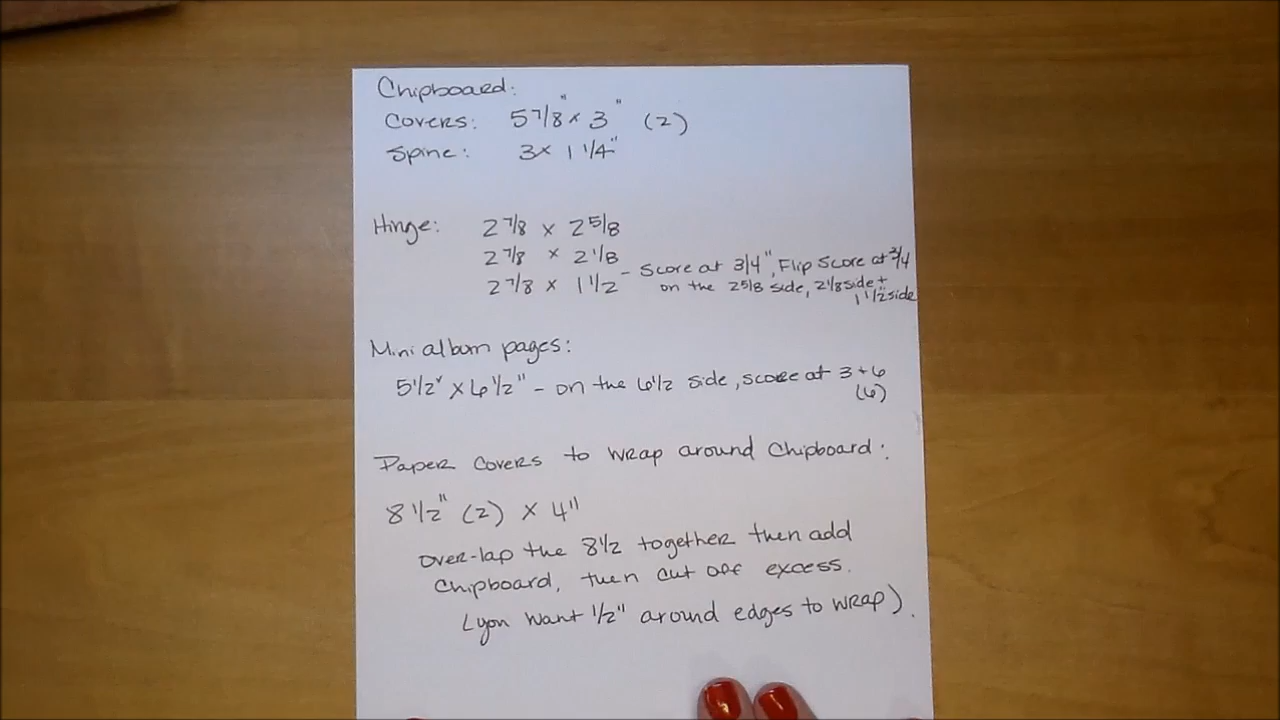 Chipboard:
Covers: 5 7/8" x 3" (2)
Spine: 3 x 1 1/4"
Hinge: 2 7/8 x 2 5/8
2 7/8 x 2 1/8
2 7/8 x 1 1/2 - Score at 3/4", Flip Score at 3/4
on the 2 5/8 side, 2 1/8 side +
1 1/2" side
Mini album pages:
5 1/2" x 6 1/2" - on the 6 1/2 side, score at 3 + 6
(6)
Paper Covers to wrap around Chipboard:
8 1/2" (2) x 4"
over-lap the 8 1/2 together then add
Chipboard, then cut off excess.
(you want 1/2" around edges to wrap).